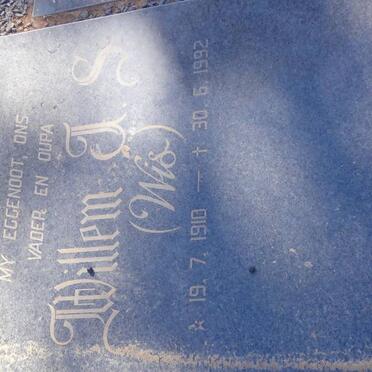 MY EGGENOOT, ONS
VADER EN OUPA
Willem J. S.
(Wis)
☆ 19. 7. 1910 — † 30. 6. 1992